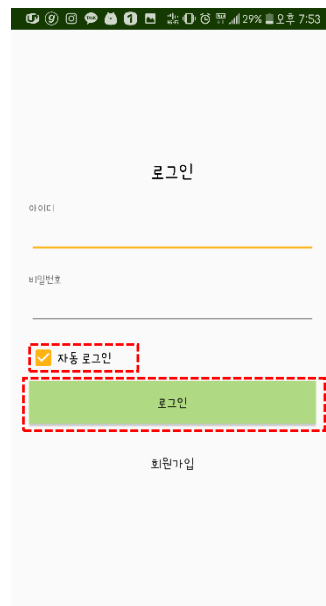 29% 오후 7:53
로그인
아이디
비밀번호
자동 로그인
로그인
회원가입